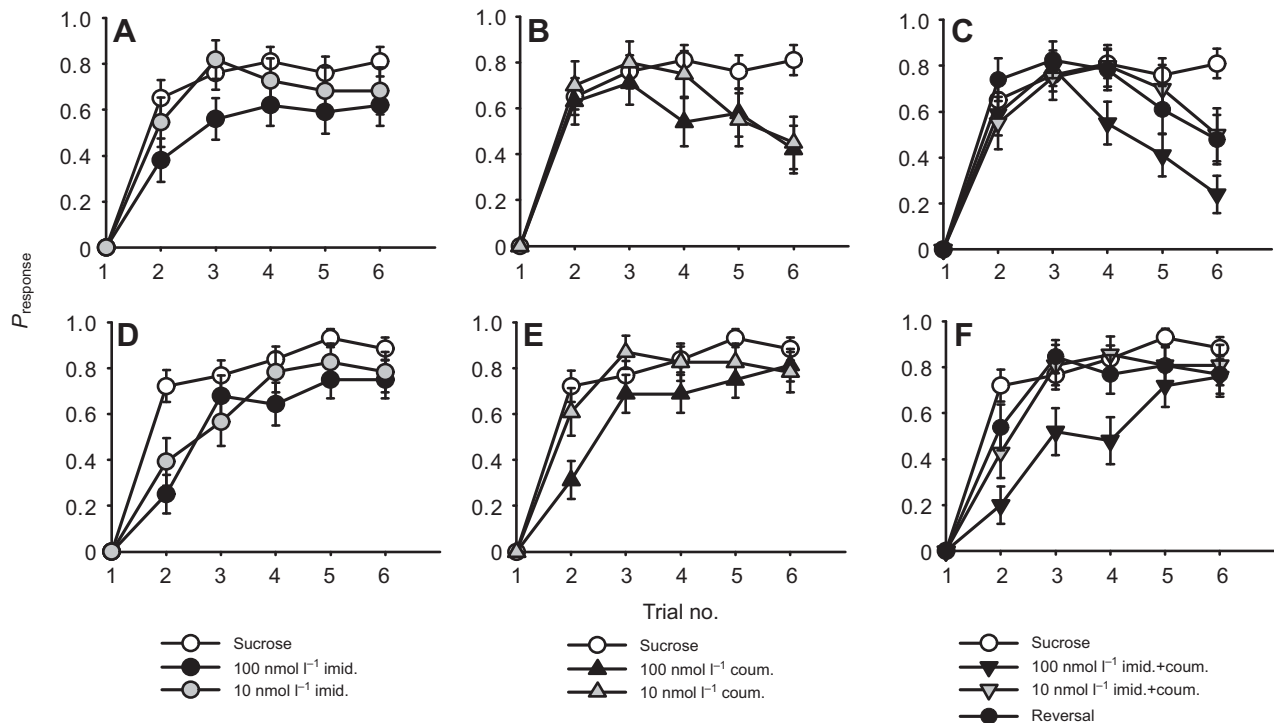 A
1.0
0.8
0.6
0.4
0.2
0
1 2 3 4 5 6
B
1.0
0.8
0.6
0.4
0.2
0
1 2 3 4 5 6
C
1.0
0.8
0.6
0.4
0.2
0
1 2 3 4 5 6
P response
D
1.0
0.8
0.6
0.4
0.2
0
1 2 3 4 5 6
E
1.0
0.8
0.6
0.4
0.2
0
1 2 3 4 5 6
F
1.0
0.8
0.6
0.4
0.2
0
1 2 3 4 5 6
Trial no.
Sucrose
100 nmol l⁻¹ imid.
10 nmol l⁻¹ imid.
Sucrose
100 nmol l⁻¹ coum.
10 nmol l⁻¹ coum.
Sucrose
100 nmol l⁻¹ imid.+coum.
10 nmol l⁻¹ imid.+coum.
Reversal